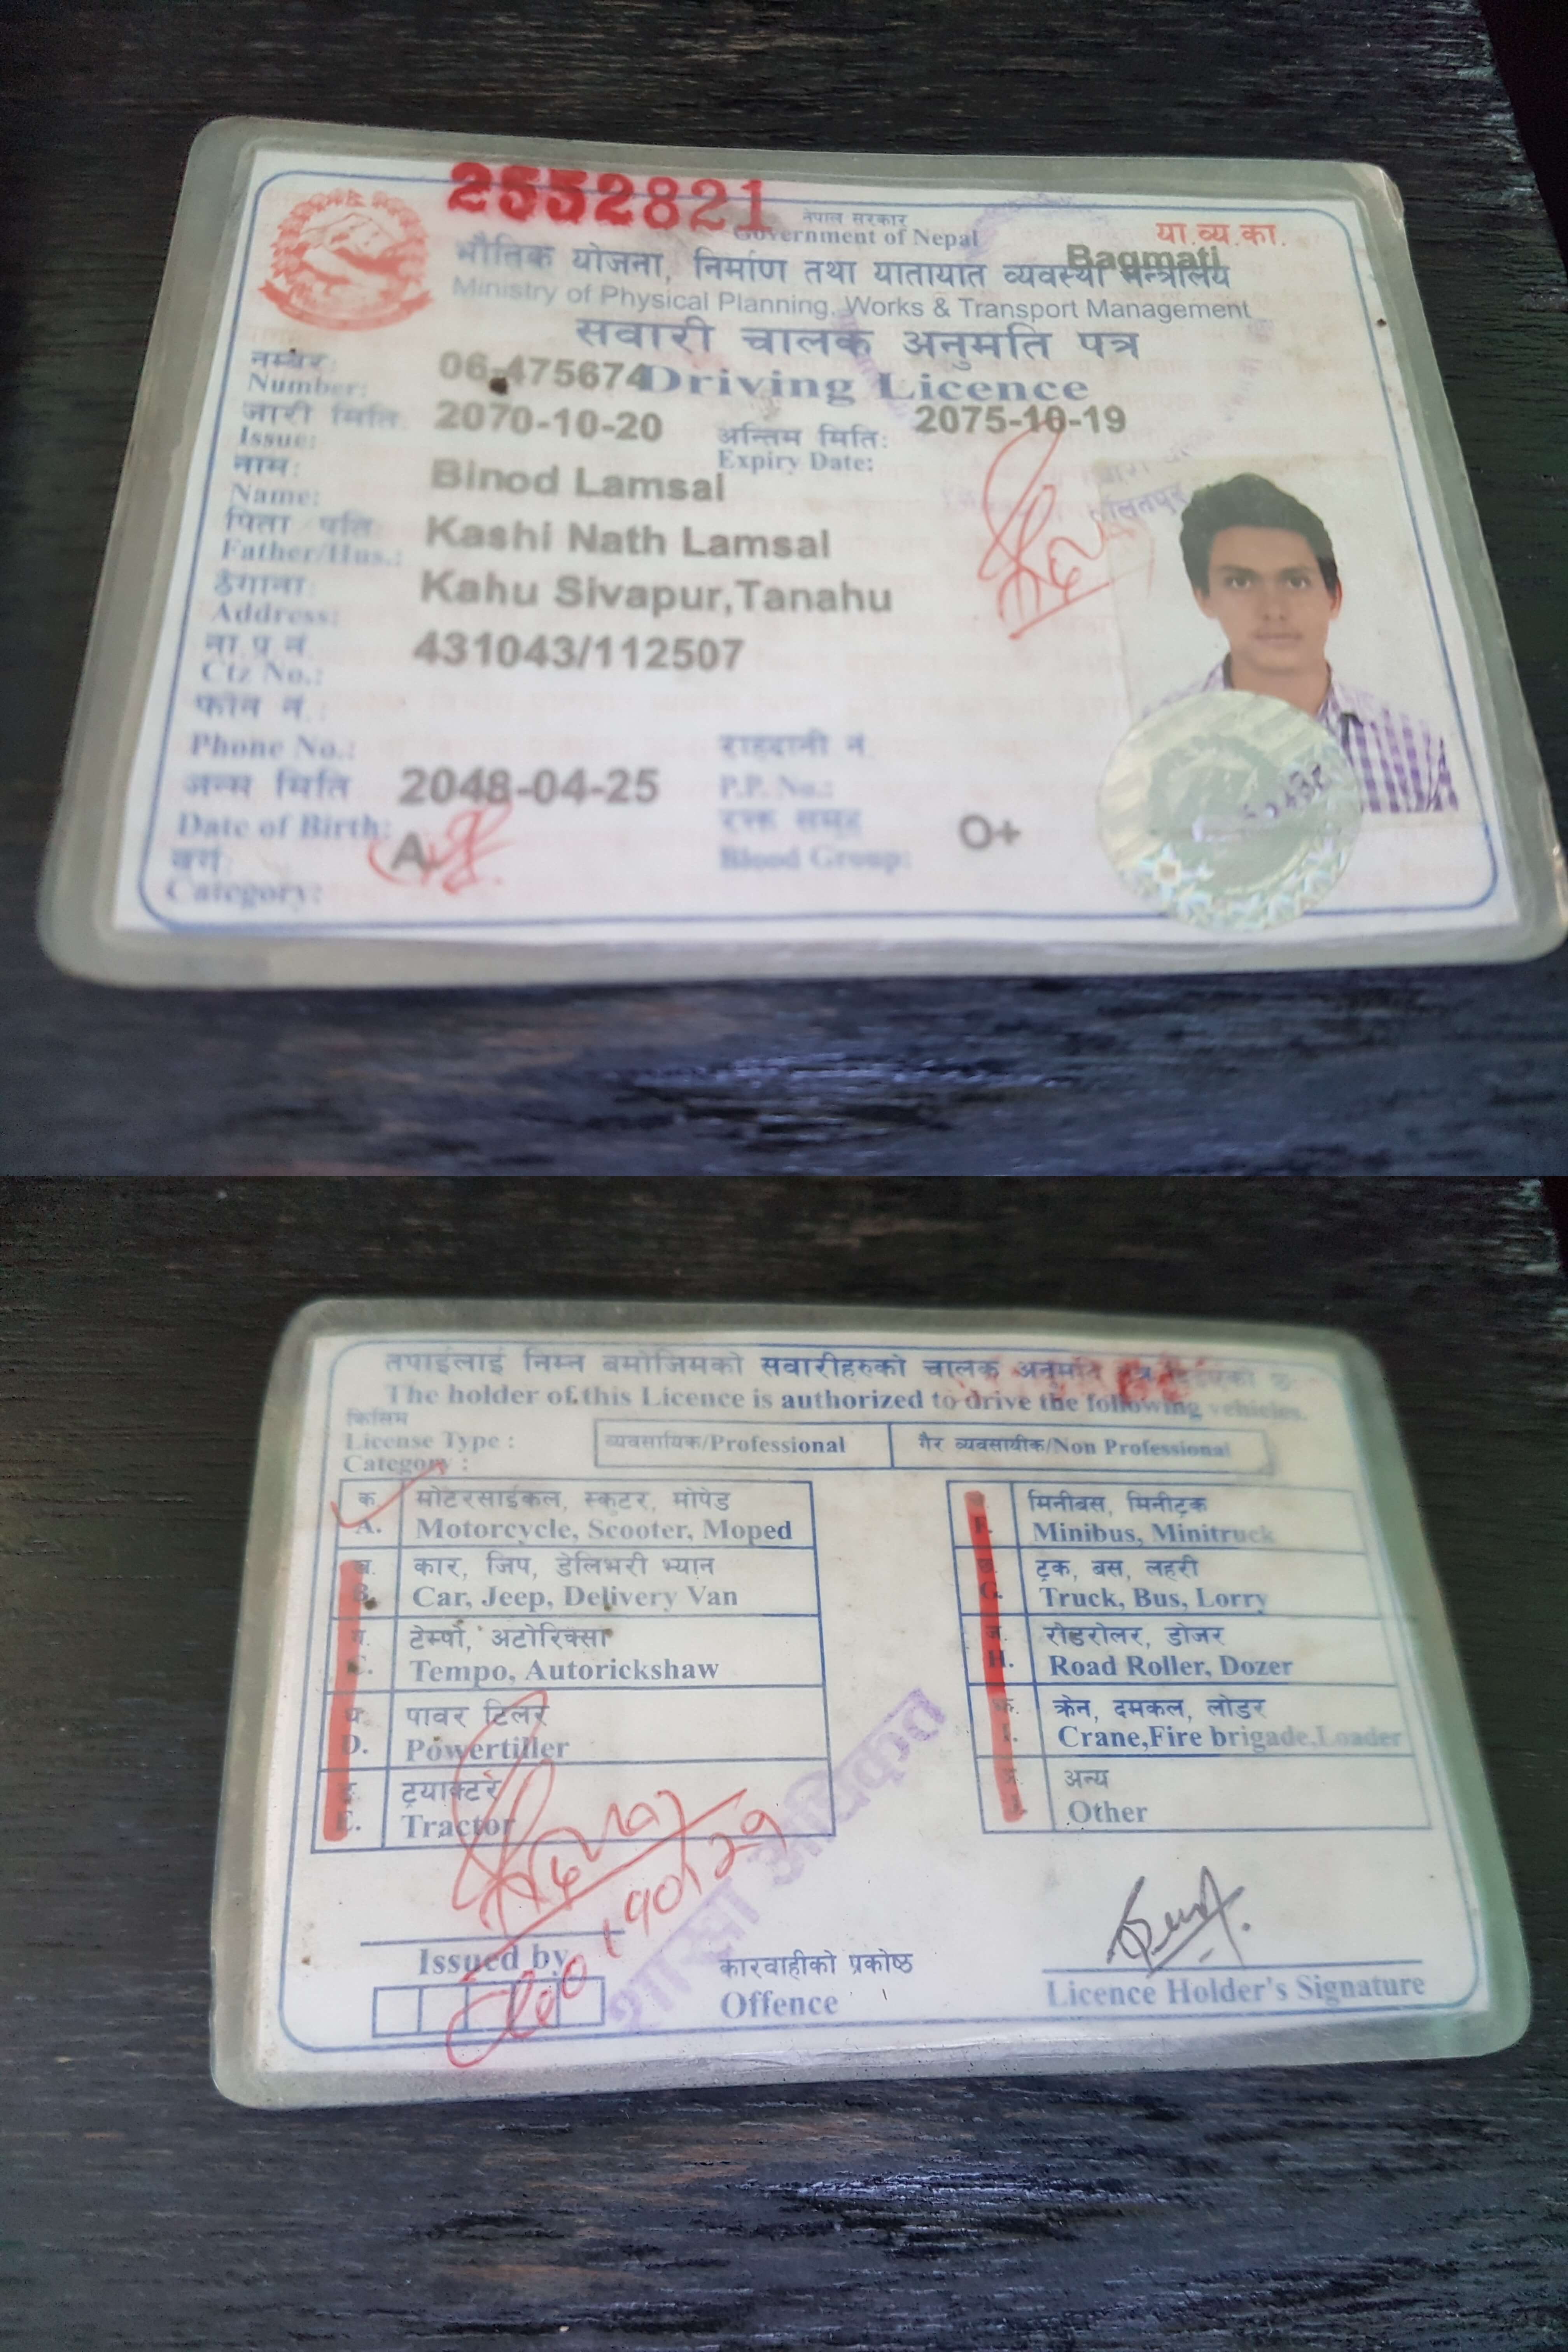 2552821
नेपाल सरकार
Government of Nepal
या.व्य.का.
Bagmati
भौतिक योजना, निर्माण तथा यातायात व्यवस्था मन्त्रालय
Ministry of Physical Planning, Works & Transport Management
सवारी चालक अनुमति पत्र
Driving Licence
नम्बर:
Number: 06-475674
जारी मिति: 2070-10-20 अन्तिम मिति: 2075-10-19
Issue: Expiry Date:
नाम: Binod Lamsal
Name:
पिता/पति: Kashi Nath Lamsal
Father/Hus.:
ठेगाना: Kahu Sivapur,Tanahu
Address:
ना.प्र.नं. 431043/112507
Ctz No.:
फोन नं.:
Phone No.: राहदानी नं.
जन्म मिति 2048-04-25 P.P. No.:
Date of Birth: रक्त समूह
वर्ग: A Blood Group: O+
Category:
तपाईलाई निम्न बमोजिमको सवारीहरुको चालक अनुमति पत्र दिईएको छ
The holder of this Licence is authorized to drive the following vehicles.
किसिम
License Type : व्यवसायिक/Professional गैर व्यवसायीक/Non Professional
Category :
क. मोटरसाईकल, स्कुटर, मोपेड
A. Motorcycle, Scooter, Moped
ख. कार, जिप, डेलिभरी भ्यान
B. Car, Jeep, Delivery Van
ग. टेम्पो, अटोरिक्सा
C. Tempo, Autorickshaw
घ. पावर टिलर
D. Powertiller
ङ. ट्रयाक्टर
E. Tractor
च. मिनीबस, मिनीट्रक
F. Minibus, Minitruck
छ. ट्रक, बस, लहरी
G. Truck, Bus, Lorry
ज. रोडरोलर, डोजर
H. Road Roller, Dozer
झ. क्रेन, दमकल, लोडर
I. Crane,Fire brigade,Loader
अन्य
J. Other
शाखा अधिकृत
Issued by
कारवाहीको प्रकोष्ठ
Offence
Licence Holder's Signature